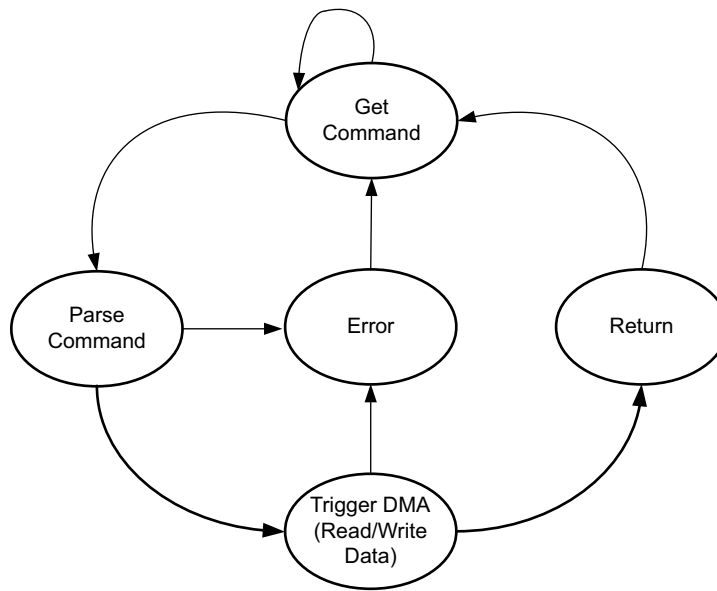 Get
Command
Parse
Command
Error
Return
Trigger DMA
(Read/Write
Data)